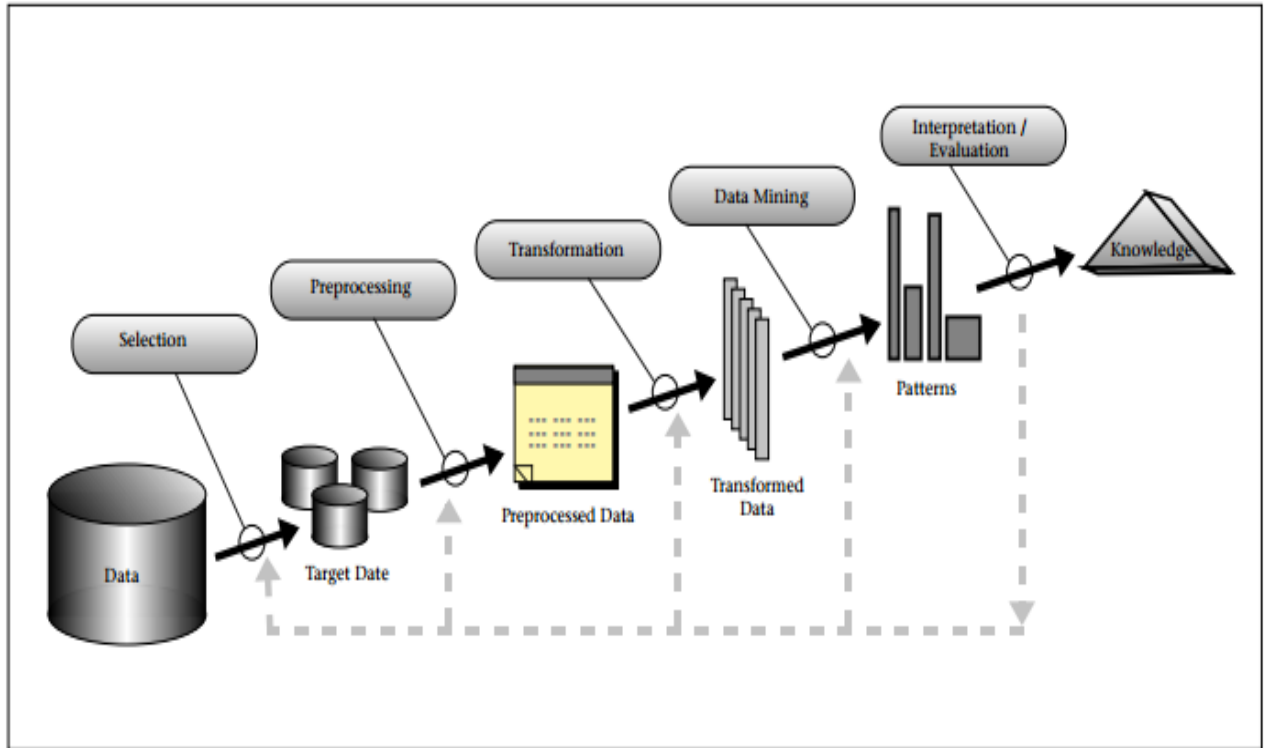 Interpretation /
Evaluation
Data Mining
Transformation
Preprocessing
Selection
Knowledge
Patterns
Transformed
Data
Preprocessed Data
Target Date
Data